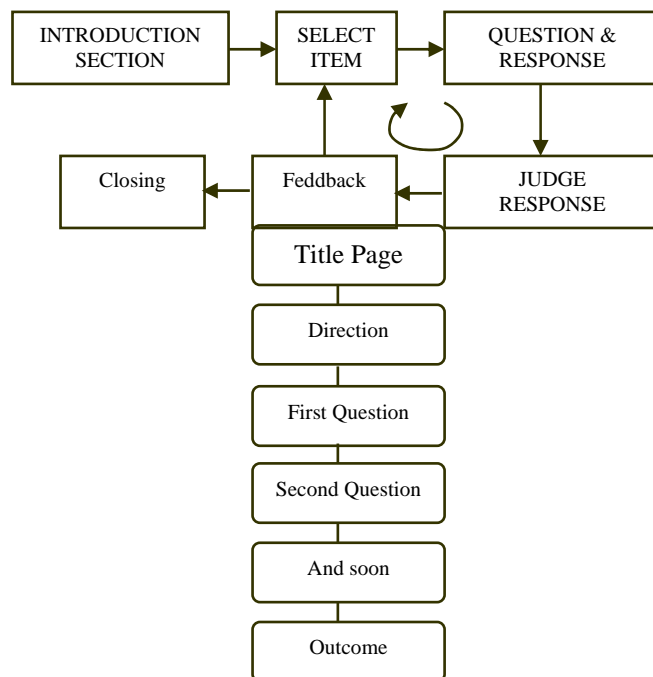 INTRODUCTION
SECTION
SELECT
ITEM
QUESTION &
RESPONSE
Closing
Feddback
JUDGE
RESPONSE
Title Page
Direction
First Question
Second Question
And soon
Outcome